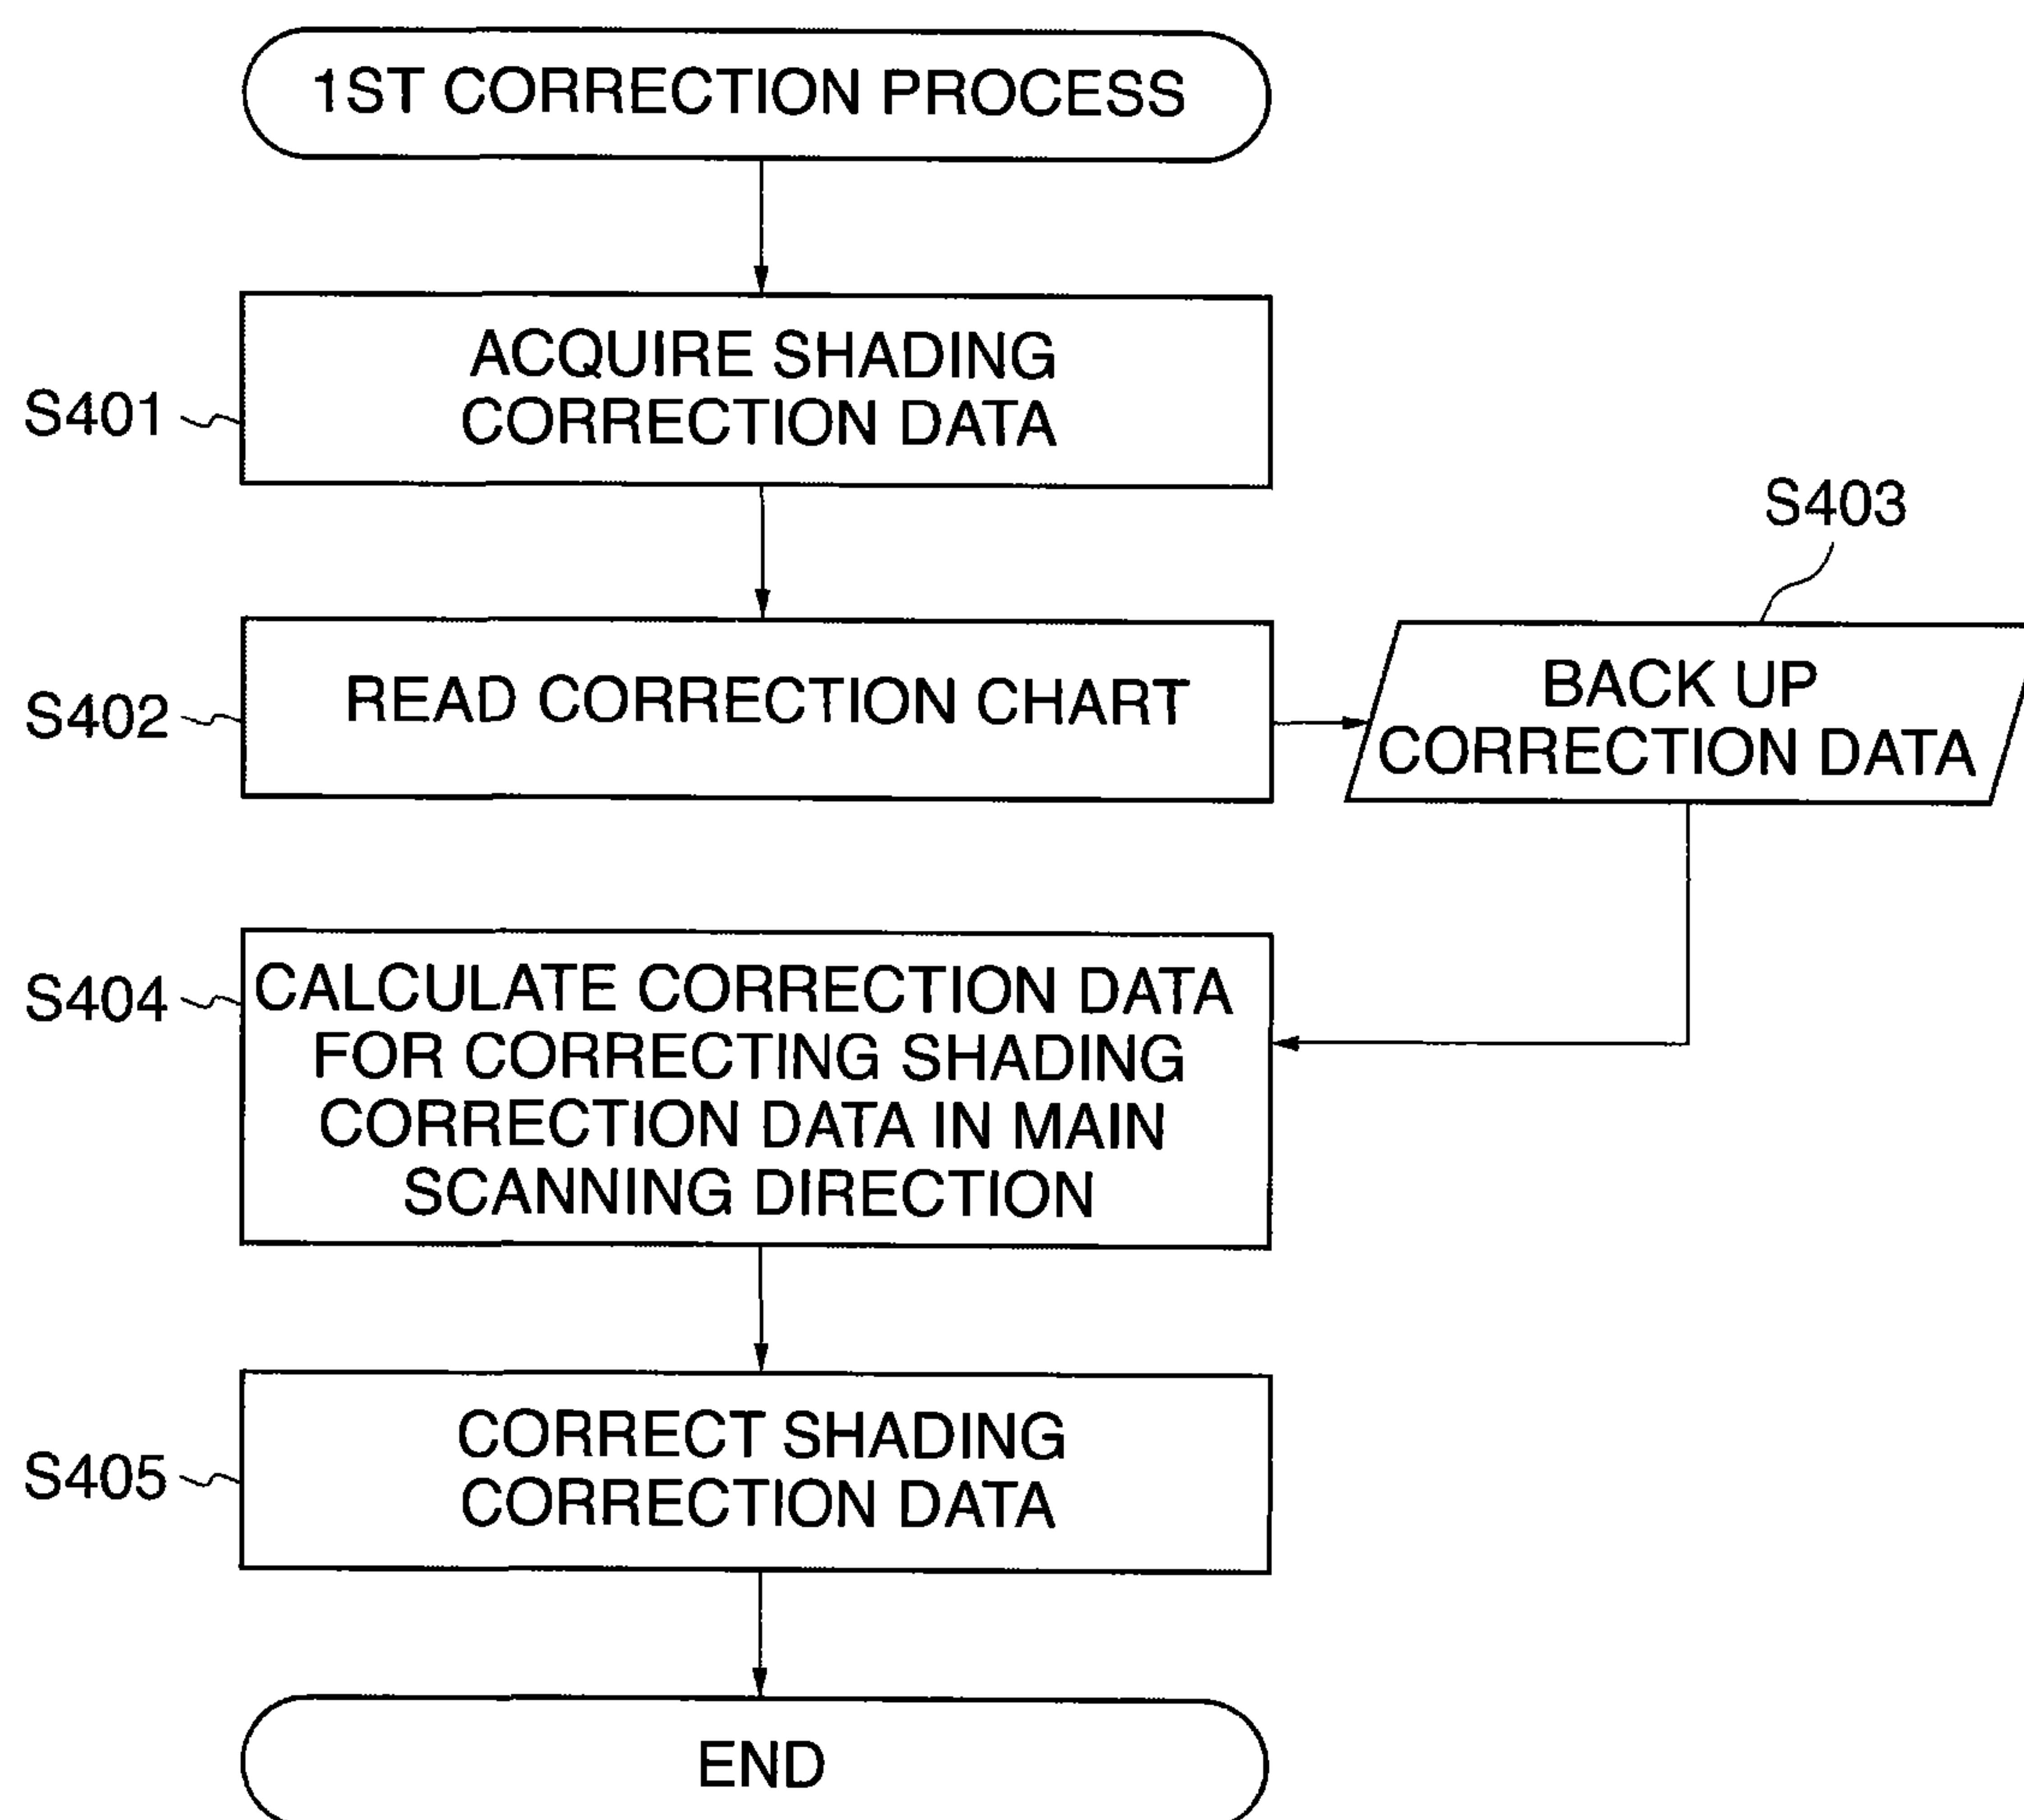 1ST CORRECTION PROCESS
S401
ACQUIRE SHADING
CORRECTION DATA
S402
READ CORRECTION CHART
S403
BACK UP
CORRECTION DATA
S404
CALCULATE CORRECTION DATA
FOR CORRECTING SHADING
CORRECTION DATA IN MAIN
SCANNING DIRECTION
S405
CORRECT SHADING
CORRECTION DATA
END